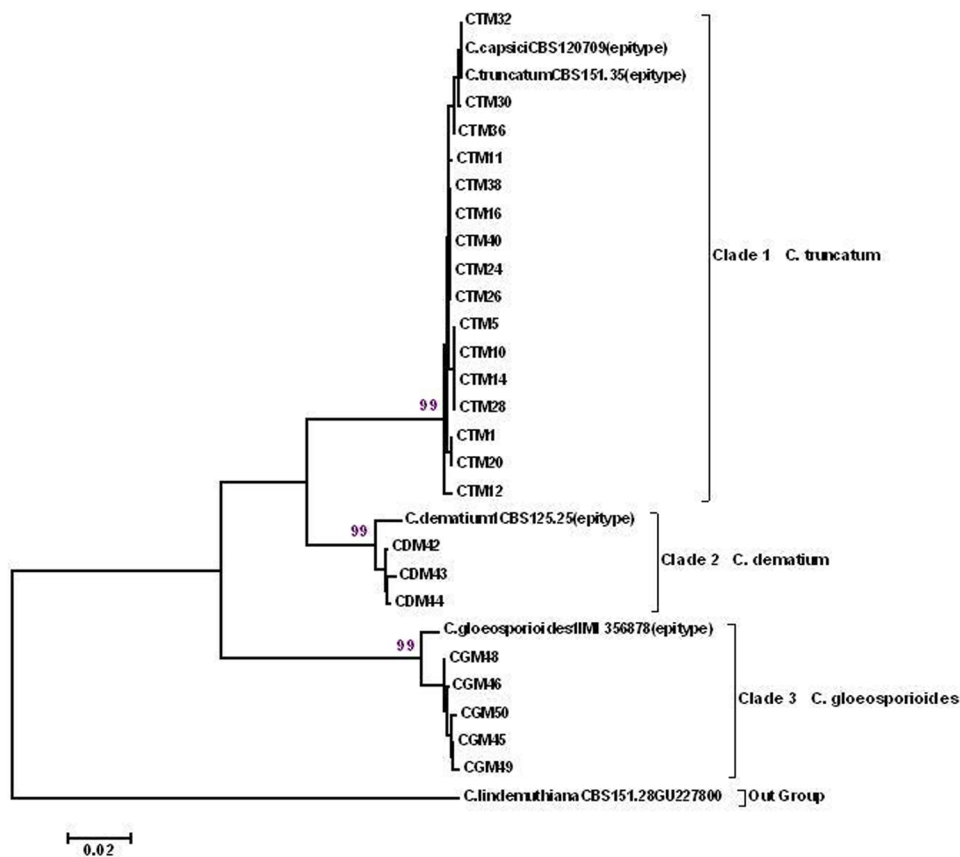 CTM32
C.capsiciCBS120709(epitype)
C.truncatumCBS151.35(epitype)
CTM30
CTM36
CTM11
CTM38
CTM16
CTM40
CTM24
CTM26
CTM5
CTM10
CTM14
CTM28
CTM1
CTM20
CTM12
99
Clade 1 C. truncatum
C.dematium1CBS125.25(epitype)
CDM42
CDM43
CDM44
99
Clade 2 C. dematium
C.gloeosporioides1IMI 356878(epitype)
CGM48
CGM46
CGM50
CGM45
CGM49
99
Clade 3 C. gloeosporioides
C.lindemuthianaCBS151.28GU227800
Out Group
0.02